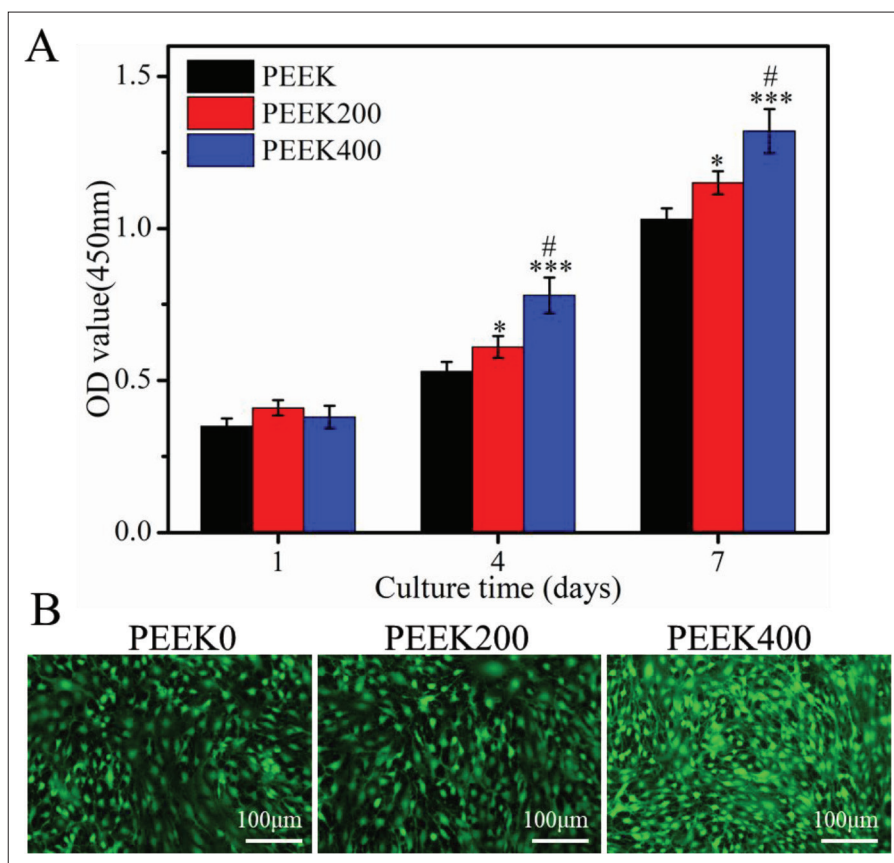 A
PEEK
PEEK200
PEEK400
OD value(450nm)
1.5
1.0
0.5
0.0
*
#
***
*
#
***
1 4 7
Culture time (days)
B
PEEK0 PEEK200 PEEK400
100μm 100μm 100μm